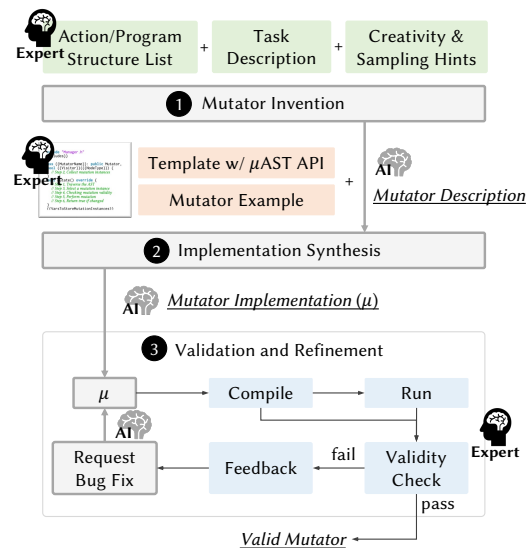 Expert
Action/Program
Structure List
+
Task
Description
+
Creativity &
Sampling Hints
1 Mutator Invention
Expert
Template w/ μAST API
Mutator Example
+
AI
Mutator Description
2 Implementation Synthesis
AI
Mutator Implementation (μ)
3 Validation and Refinement
μ
Compile
Run
AI
Expert
Request
Bug Fix
Feedback
fail
Validity
Check
pass
Valid Mutator